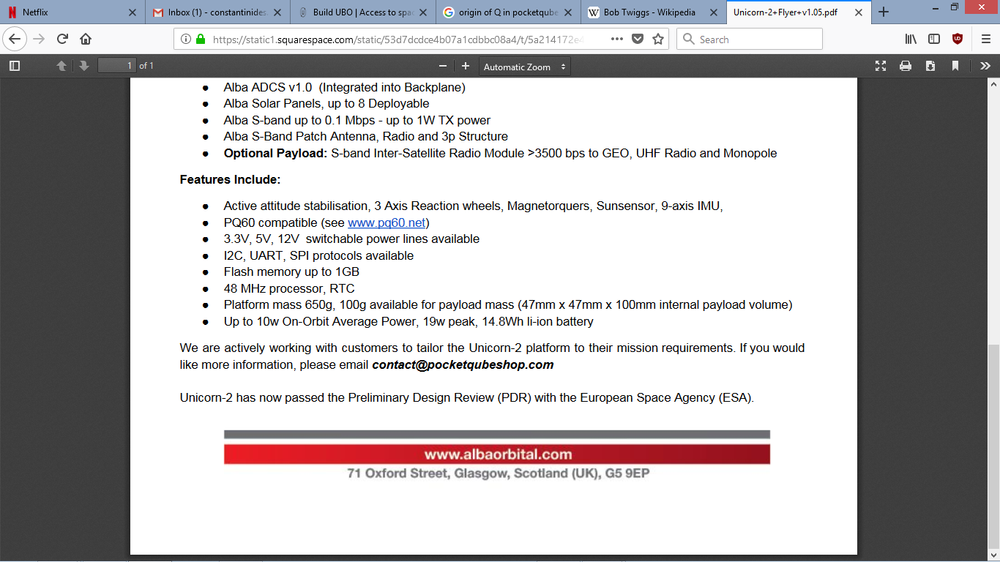 Netflix
Inbox (1) - constantinides.
Build UBO | Access to spac
origin of Q in pocketqube
Bob Twiggs - Wikipedia
Unicorn-2+Flyer+v1.05.pdf
https://static1.squarespace.com/static/53d7dcdce4b07a1cdbbc08a4/t/5a214172e4
Search
1 of 1
Automatic Zoom
● Alba ADCS v1.0 (Integrated into Backplane)
● Alba Solar Panels, up to 8 Deployable
● Alba S-band up to 0.1 Mbps - up to 1W TX power
● Alba S-Band Patch Antenna, Radio and 3p Structure
● Optional Payload: S-band Inter-Satellite Radio Module >3500 bps to GEO, UHF Radio and Monopole
Features Include:
● Active attitude stabilisation, 3 Axis Reaction wheels, Magnetorquers, Sunsensor, 9-axis IMU,
● PQ60 compatible (see www.pq60.net)
● 3.3V, 5V, 12V switchable power lines available
● I2C, UART, SPI protocols available
● Flash memory up to 1GB
● 48 MHz processor, RTC
● Platform mass 650g, 100g available for payload mass (47mm x 47mm x 100mm internal payload volume)
● Up to 10w On-Orbit Average Power, 19w peak, 14.8Wh li-ion battery
We are actively working with customers to tailor the Unicorn-2 platform to their mission requirements. If you would
like more information, please email contact@pocketqubeshop.com
Unicorn-2 has now passed the Preliminary Design Review (PDR) with the European Space Agency (ESA).
www.albaorbital.com
71 Oxford Street, Glasgow, Scotland (UK), G5 9EP